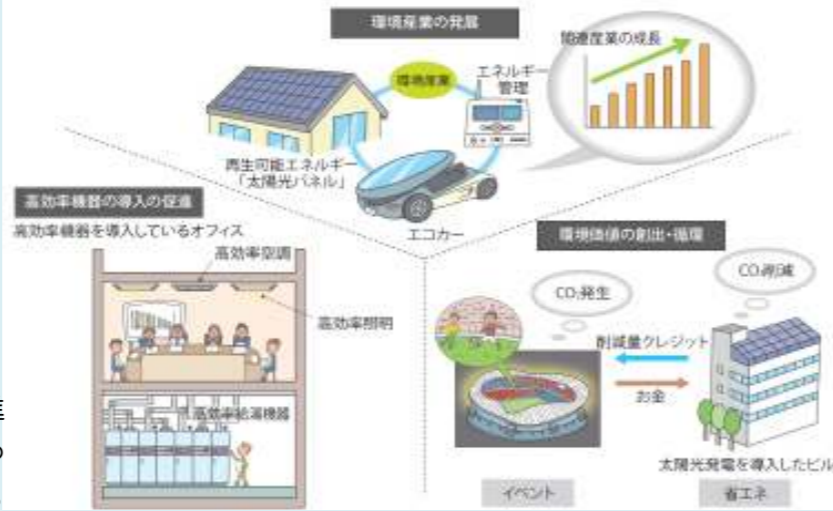 環境産業の発展
関連産業の成長
環境産業
エネルギー
管理
再生可能エネルギー
「太陽光パネル」
エコカー
高効率機器の導入の促進
高効率機器を導入しているオフィス
高効率空調
高効率照明
高効率給湯機器
環境価値の創出・循環
CO₂発生
CO₂削減
削減量クレジット
お金
太陽光発電を導入したビル
イベント
省エネ